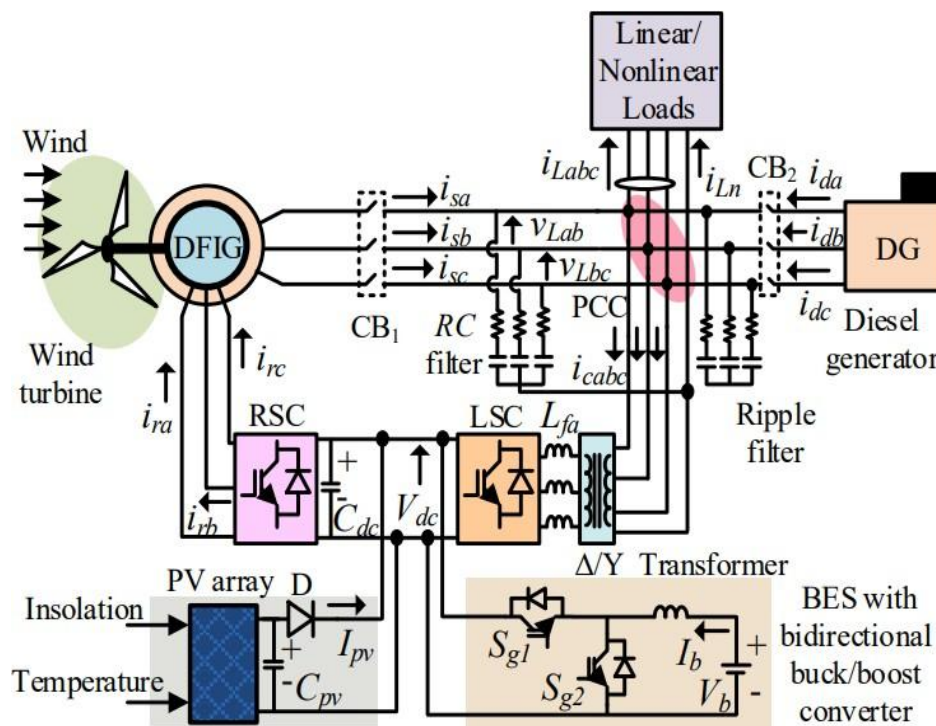 Linear/
Nonlinear
Loads
Wind
i_Labc
i_Ln
CB₂
i_da
i_sa
DFIG
i_sb
v_Lab
i_db
DG
i_sc
v_Lbc
i_dc
CB₁
RC
filter
PCC
Diesel
generator
Wind
turbine
i_rc
i_cabc
i_ra
RSC
LSC
L_fa
Ripple
filter
+
-
C_dc
V_dc
i_rb
Δ/Y Transformer
PV array
D
Insolation
I_pv
+
-
C_pv
Temperature
S_g1
S_g2
I_b
+
V_b
-
BES with
bidirectional
buck/boost
converter